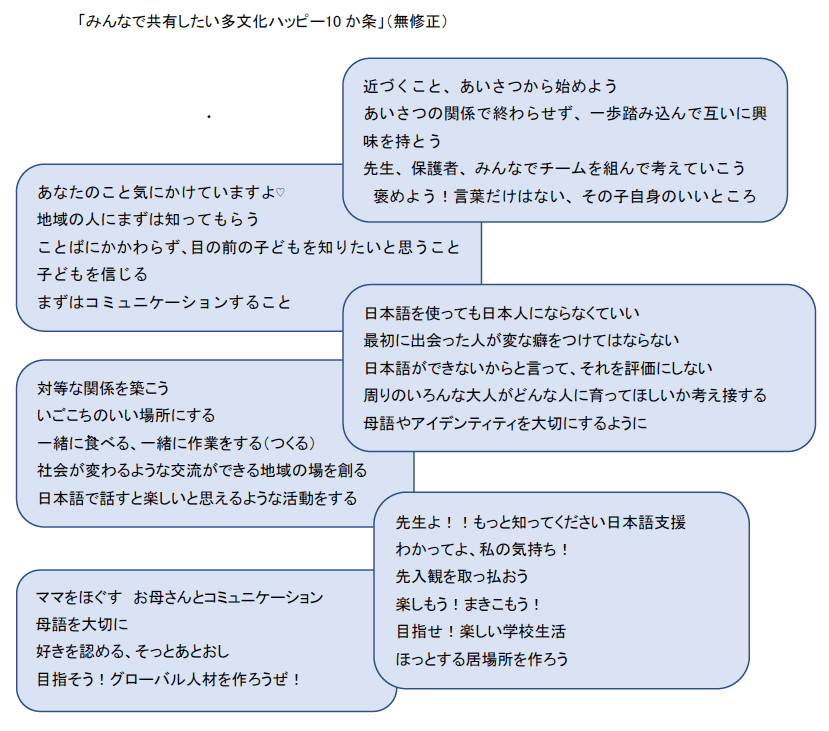 「みんなで共有したい多文化ハッピー10か条」（無修正）
近づくこと、あいさつから始めよう
あいさつの関係で終わらせず、一歩踏み込んで互いに興
味を持とう
先生、保護者、みんなでチームを組んで考えていこう
褒めよう！言葉だけはない、その子自身のいいところ
あなたのこと気にかけていますよ♡
地域の人にまずは知ってもらう
ことばにかかわらず、目の前の子どもを知りたいと思うこと
子どもを信じる
まずはコミュニケーションすること
日本語を使っても日本人にならなくていい
最初に出会った人が変な癖をつけてはならない
日本語ができないからと言って、それを評価にしない
周りのいろんな大人がどんな人に育ってほしいか考え接する
母語やアイデンティティを大切にするように
対等な関係を築こう
いごこちのいい場所にする
一緒に食べる、一緒に作業をする（つくる）
社会が変わるような交流ができる地域の場を創る
日本語で話すと楽しいと思えるような活動をする
先生よ！！もっと知ってください日本語支援
わかってよ、私の気持ち！
先入観を取っ払おう
楽しもう！まきこもう！
目指せ！楽しい学校生活
ほっとする居場所を作ろう
ママをほぐす　お母さんとコミュニケーション
母語を大切に
好きを認める、そっとあとおし
目指そう！グローバル人材を作ろうぜ！